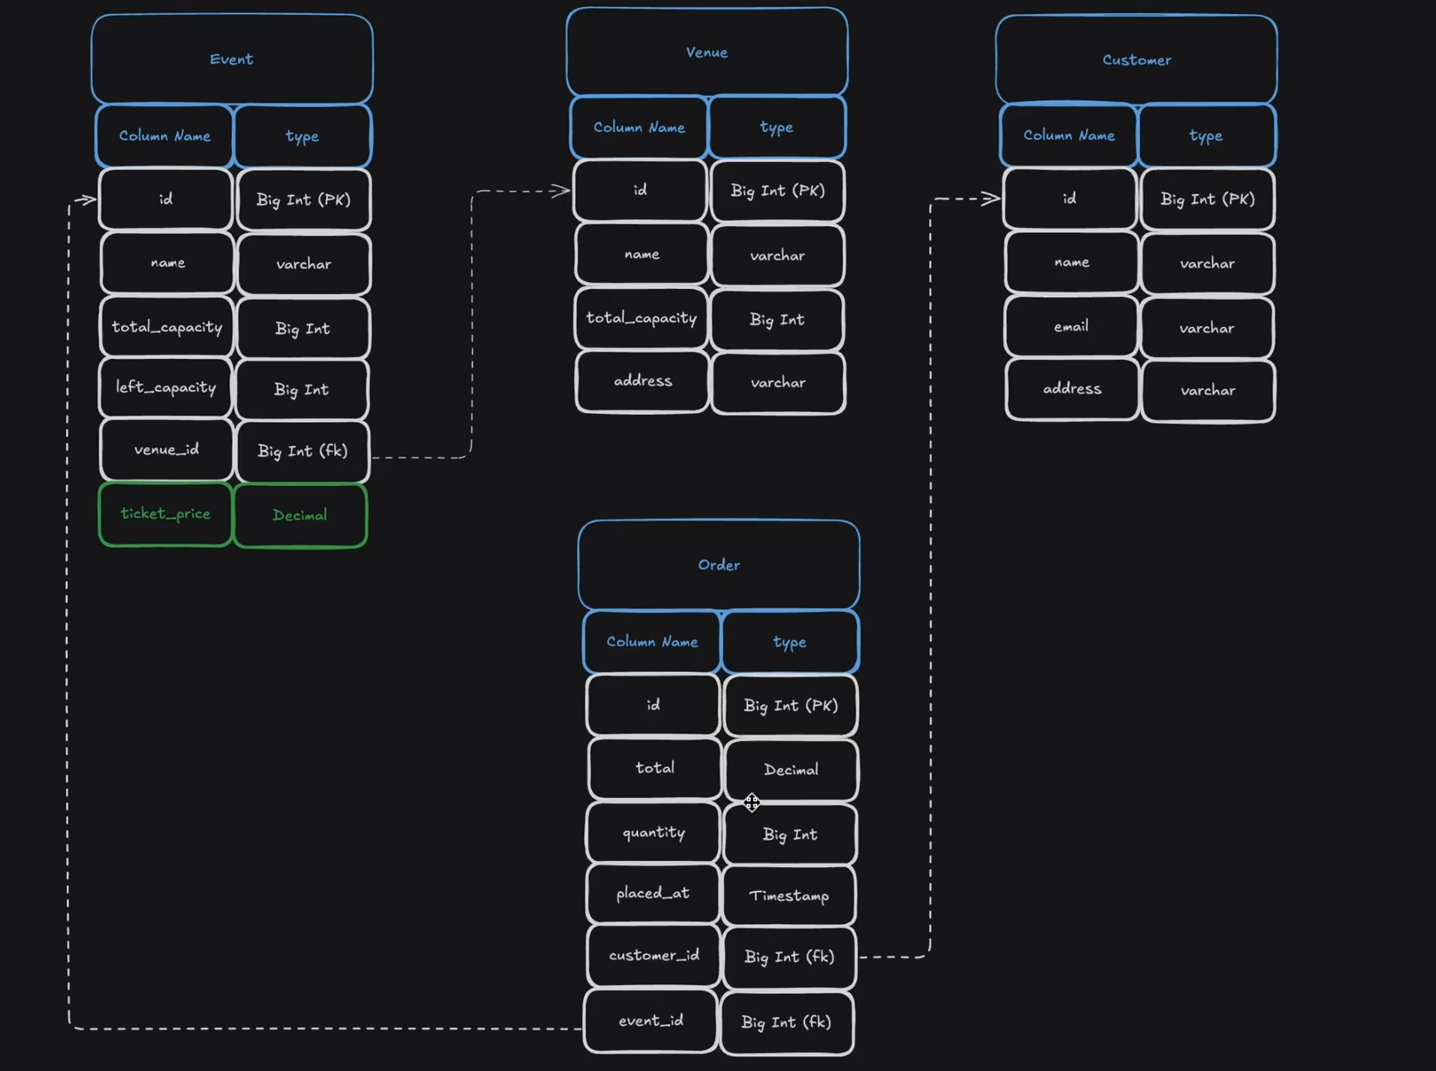 Event
Column Name type
id Big Int (PK)
name varchar
total_capacity Big Int
left_capacity Big Int
venue_id Big Int (fk)
ticket_price Decimal
Venue
Column Name type
id Big Int (PK)
name varchar
total_capacity Big Int
address varchar
Customer
Column Name type
id Big Int (PK)
name varchar
email varchar
address varchar
Order
Column Name type
id Big Int (PK)
total Decimal
quantity Big Int
placed_at Timestamp
customer_id Big Int (fk)
event_id Big Int (fk)